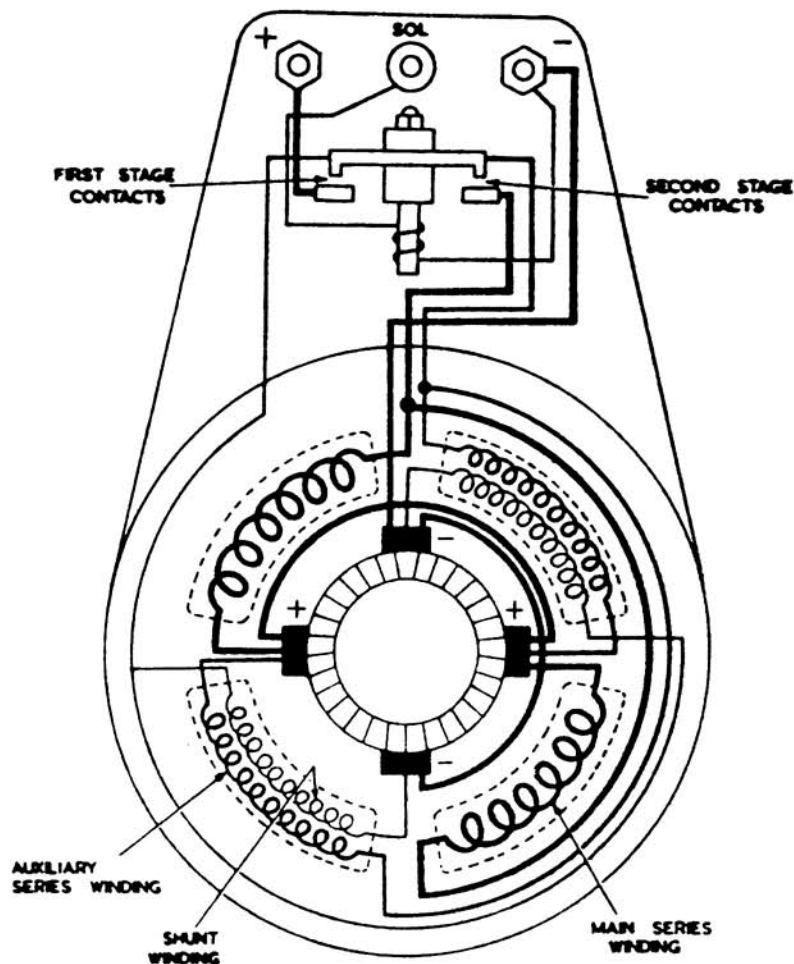 + SOL −
FIRST STAGE
CONTACTS
SECOND STAGE
CONTACTS
−
+ +
−
AUXILIARY
SERIES WINDING
SHUNT
WINDING
MAIN SERIES
WINDING